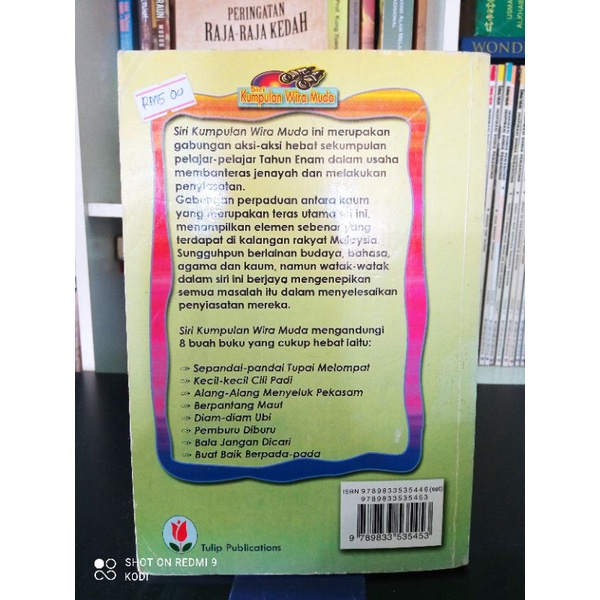 PERINGATAN
RAJA-RAJA KEDAH
WOND
RM5.00
Siri
Kumpulan Wira Muda
Siri Kumpulan Wira Muda ini merupakan
gabungan aksi-aksi hebat sekumpulan
pelajar-pelajar Tahun Enam dalam usaha
membanteras jenayah dan melakukan
penyiasatan.
Gabungan perpaduan antara kaum
yang merupakan teras utama siri ini,
menampilkan elemen sebenar yang
terdapat di kalangan rakyat Malaysia.
Sungguhpun berlainan budaya, bahasa,
agama dan kaum, namun watak-watak
dalam siri ini berjaya mengenepikan
semua masalah itu dalam menyelesaikan
penyiasatan mereka.
Siri Kumpulan Wira Muda mengandungi
8 buah buku yang cukup hebat iaitu:
Sepandai-pandai Tupai Melompat
Kecil-kecil Cili Padi
Alang-Alang Menyeluk Pekasam
Berpantang Maut
Diam-diam Ubi
Pemburu Diburu
Bala Jangan Dicari
Buat Baik Berpada-pada
ISBN 9789833535446 (set)
9789833535453
9 789833 535453
Tulip Publications
SHOT ON REDMI 9
KODI